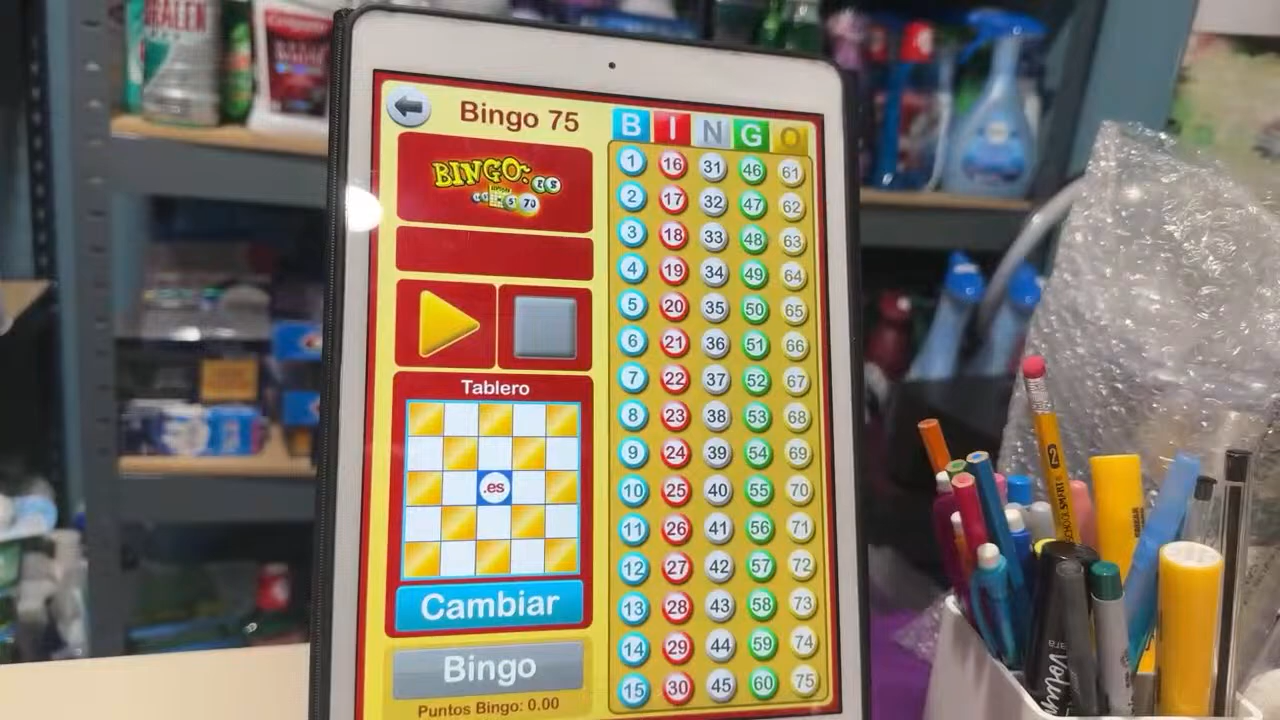 Bingo 75
BINGO:ES
70
Tablero
.es
Cambiar
Bingo
Puntos Bingo: 0.00
B I N G O
1 16 31 46 61
2 17 32 47 62
3 18 33 48 63
4 19 34 49 64
5 20 35 50 65
6 21 36 51 66
7 22 37 52 67
8 23 38 53 68
9 24 39 54 69
10 25 40 55 70
11 26 41 56 71
12 27 42 57 72
13 28 43 58 73
14 29 44 59 74
15 30 45 60 75
2